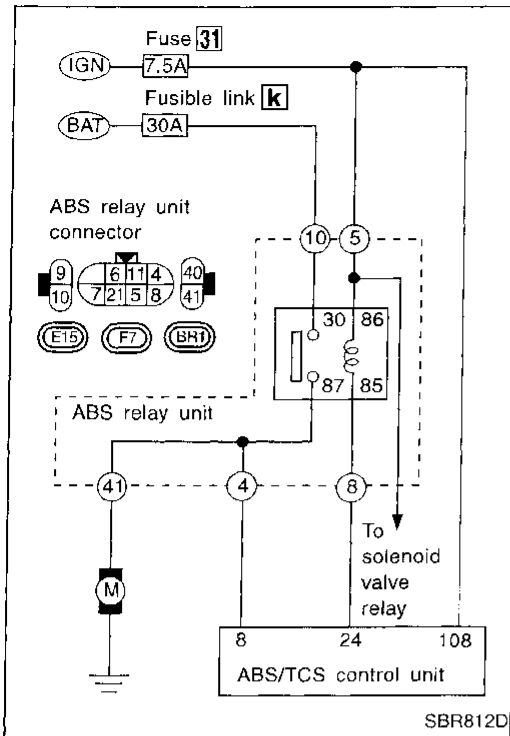 Fuse 31
IGN 7.5A
Fusible link k
BAT 30A
ABS relay unit
connector
10 5
9 6 11 4 40
10 7 21 5 8 41
E15 F7 BR1
30 86
87 85
ABS relay unit
41 4 8
To
solenoid
valve
relay
M
8 24 108
ABS/TCS control unit
SBR812D